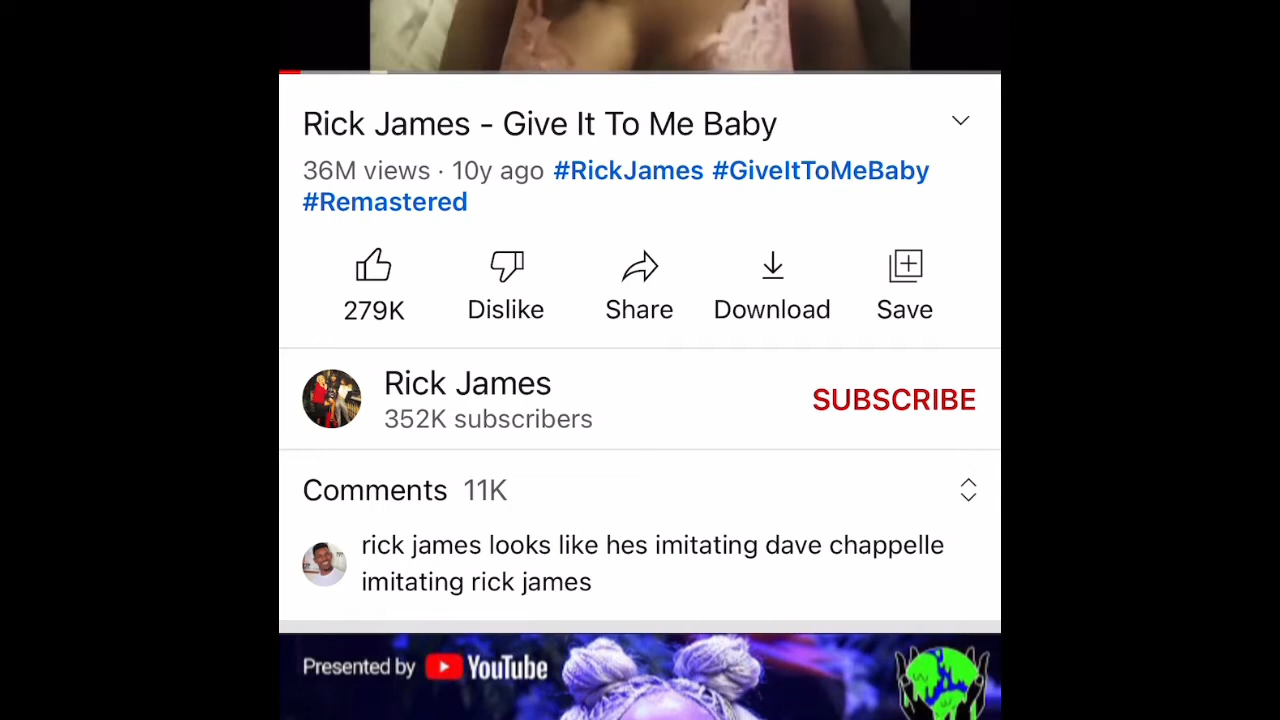 Rick James - Give It To Me Baby
36M views · 10y ago #RickJames #GiveItToMeBaby
#Remastered
279K Dislike Share Download Save
Rick James
352K subscribers
SUBSCRIBE
Comments 11K
rick james looks like hes imitating dave chappelle
imitating rick james
Presented by YouTube